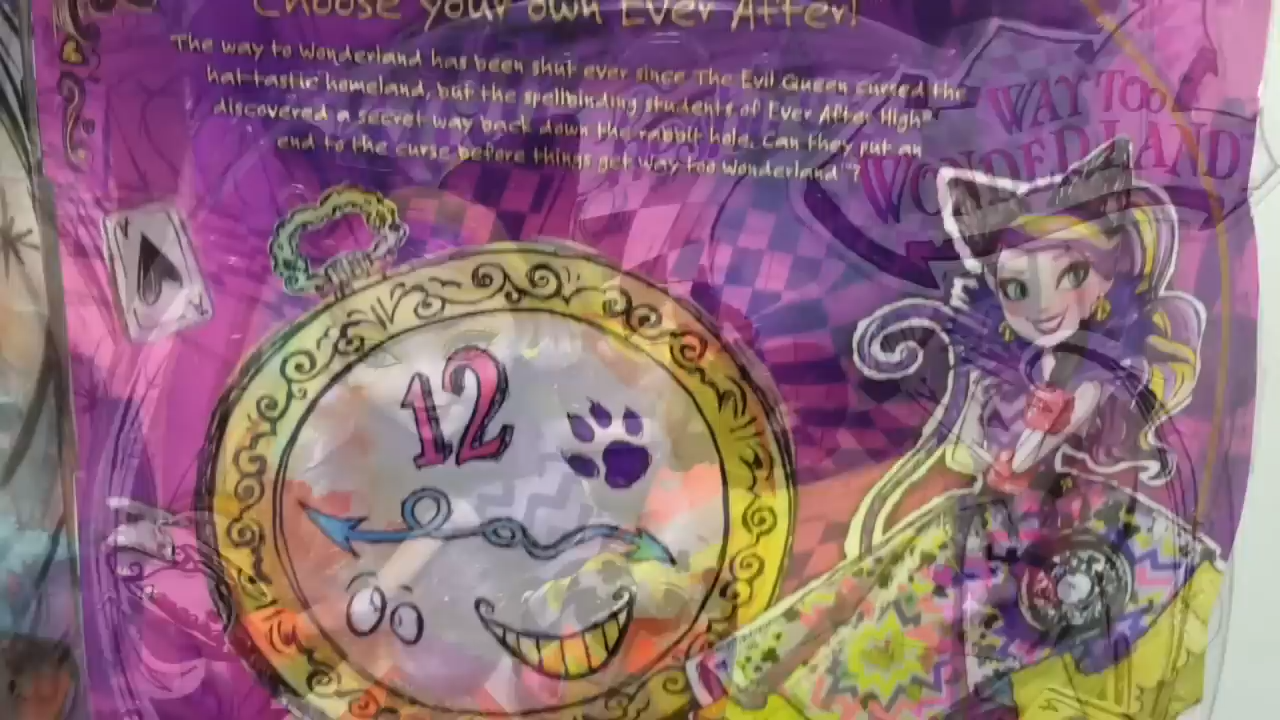 Choose your own Ever After!
The way to Wonderland has been shut ever since The Evil Queen cursed the
hat-tastic homeland, but the spellbinding students of Ever After High®
discovered a secret way back down the rabbit hole. Can they put an
end to the curse before things get Way Too Wonderland™?
WAY TOO
WONDERLAND
12